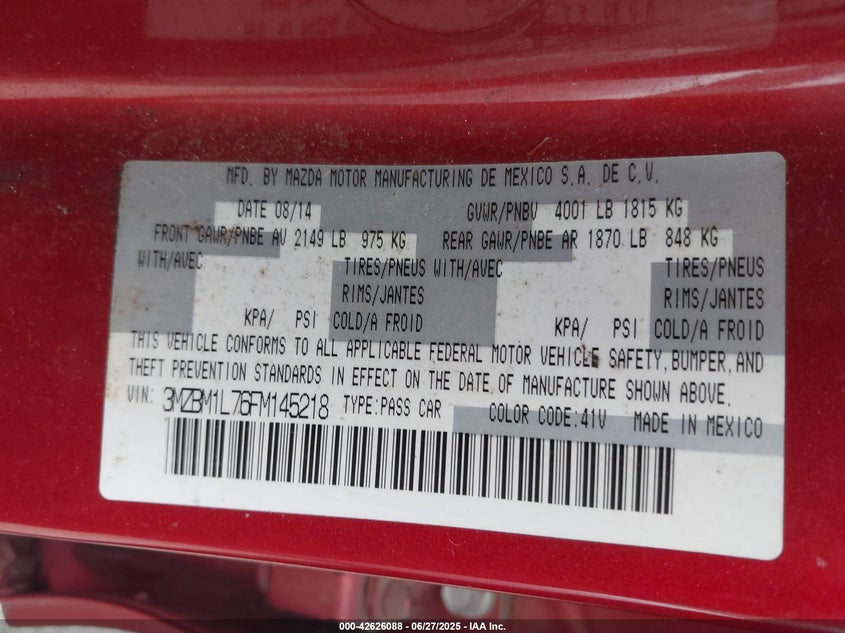 MFD. BY MAZDA MOTOR MANUFACTURING DE MEXICO S.A. DE C.V.
DATE 08/14 GVWR/PNBV 4001 LB 1815 KG
FRONT GAWR/PNBE AV 2149 LB 975 KG REAR GAWR/PNBE AR 1870 LB 848 KG
WITH/AVEC TIRES/PNEUS WITH/AVEC TIRES/PNEUS
RIMS/JANTES RIMS/JANTES
KPA/ PSI COLD/A FROID KPA/ PSI COLD/A FROID
THIS VEHICLE CONFORMS TO ALL APPLICABLE FEDERAL MOTOR VEHICLE SAFETY, BUMPER, AND
THEFT PREVENTION STANDARDS IN EFFECT ON THE DATE OF MANUFACTURE SHOWN ABOVE.
VIN: 3MZBM1L76FM145218 TYPE:PASS CAR COLOR CODE:41V MADE IN MEXICO
000-42626088 - 06/27/2025 - IAA Inc.